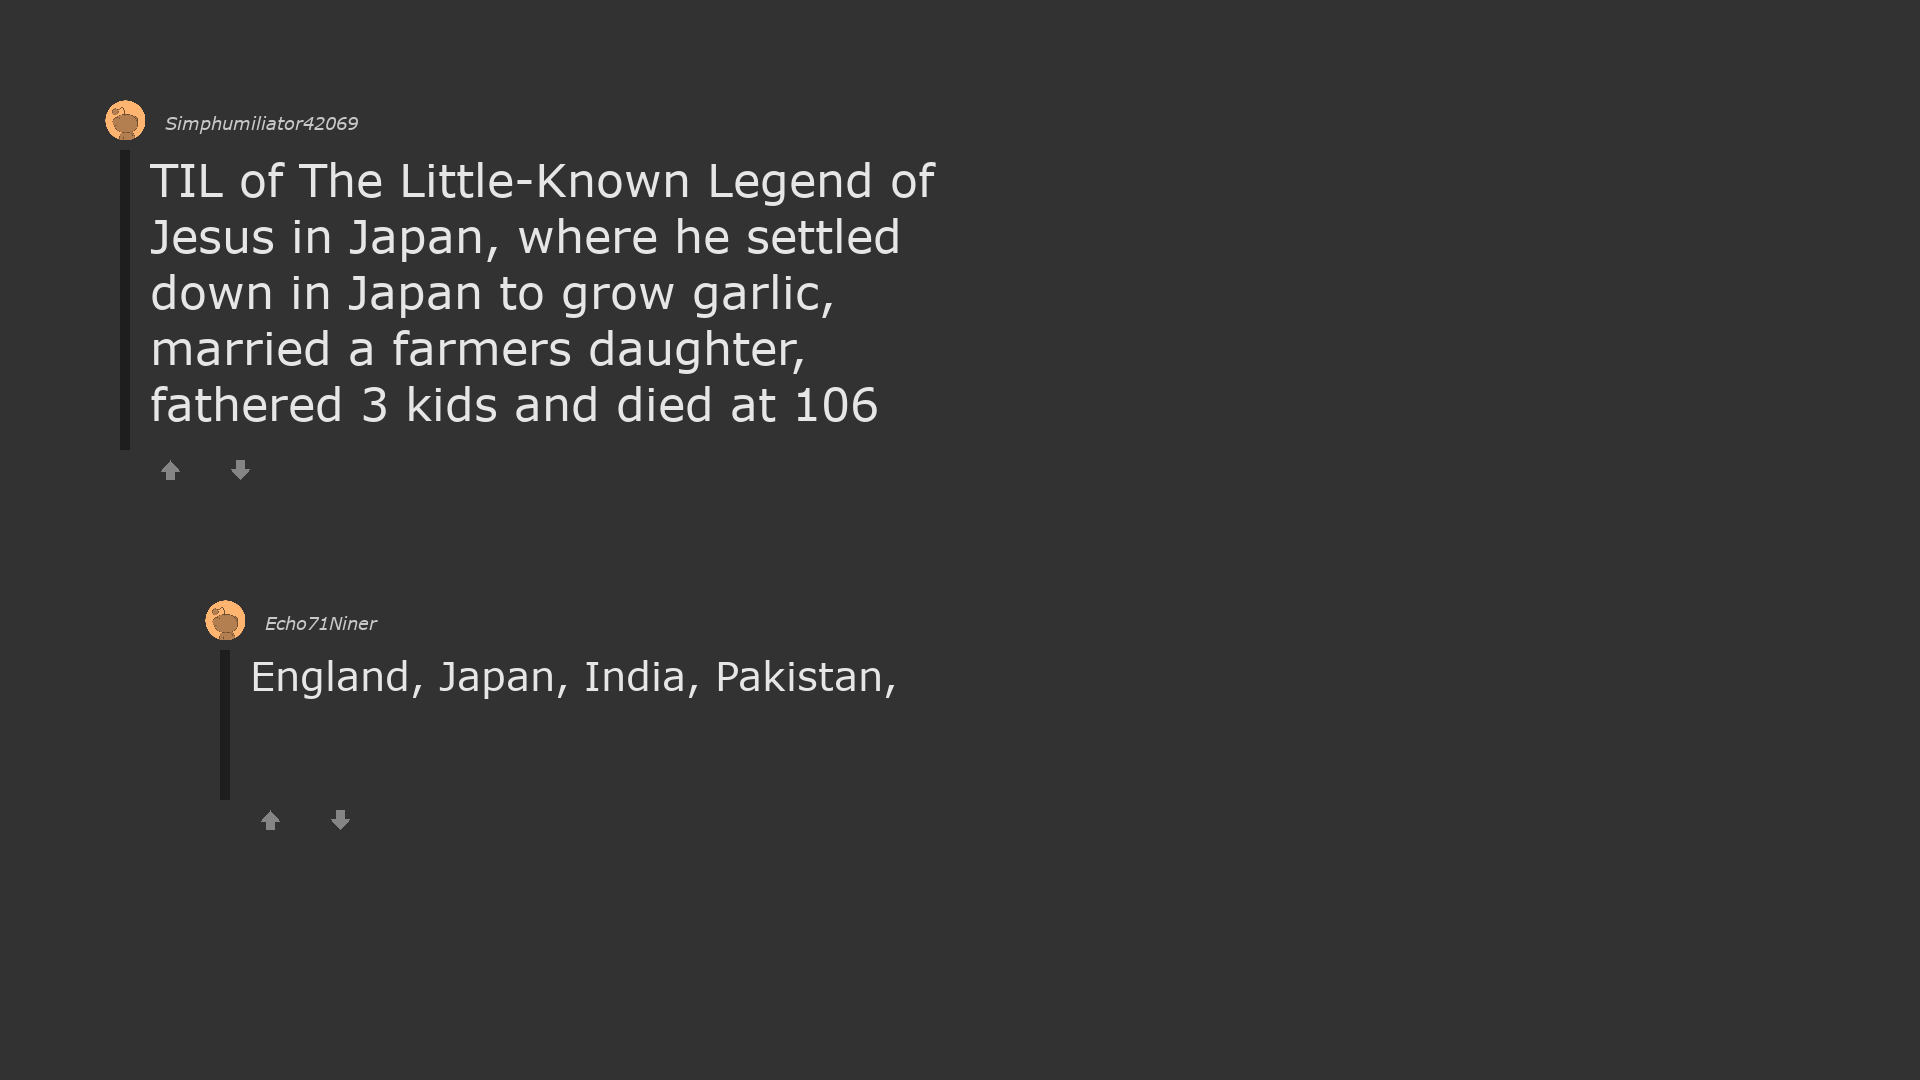 Simphumiliator42069
TIL of The Little-Known Legend of
Jesus in Japan, where he settled
down in Japan to grow garlic,
married a farmers daughter,
fathered 3 kids and died at 106
Echo71Niner
England, Japan, India, Pakistan,